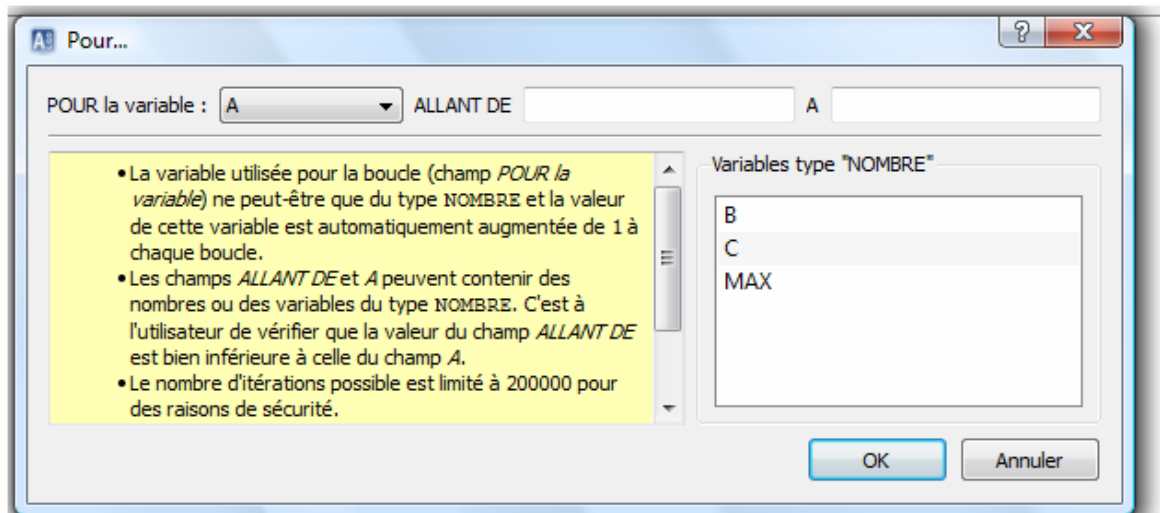 Pour...
POUR la variable : A ALLANT DE A
• La variable utilisée pour la boucle (champ POUR la
variable) ne peut-être que du type NOMBRE et la valeur
de cette variable est automatiquement augmentée de 1 à
chaque boucle.
• Les champs ALLANT DE et A peuvent contenir des
nombres ou des variables du type NOMBRE. C'est à
l'utilisateur de vérifier que la valeur du champ ALLANT DE
est bien inférieure à celle du champ A.
• Le nombre d'itérations possible est limité à 200000 pour
des raisons de sécurité.
Variables type "NOMBRE"
B
C
MAX
OK Annuler